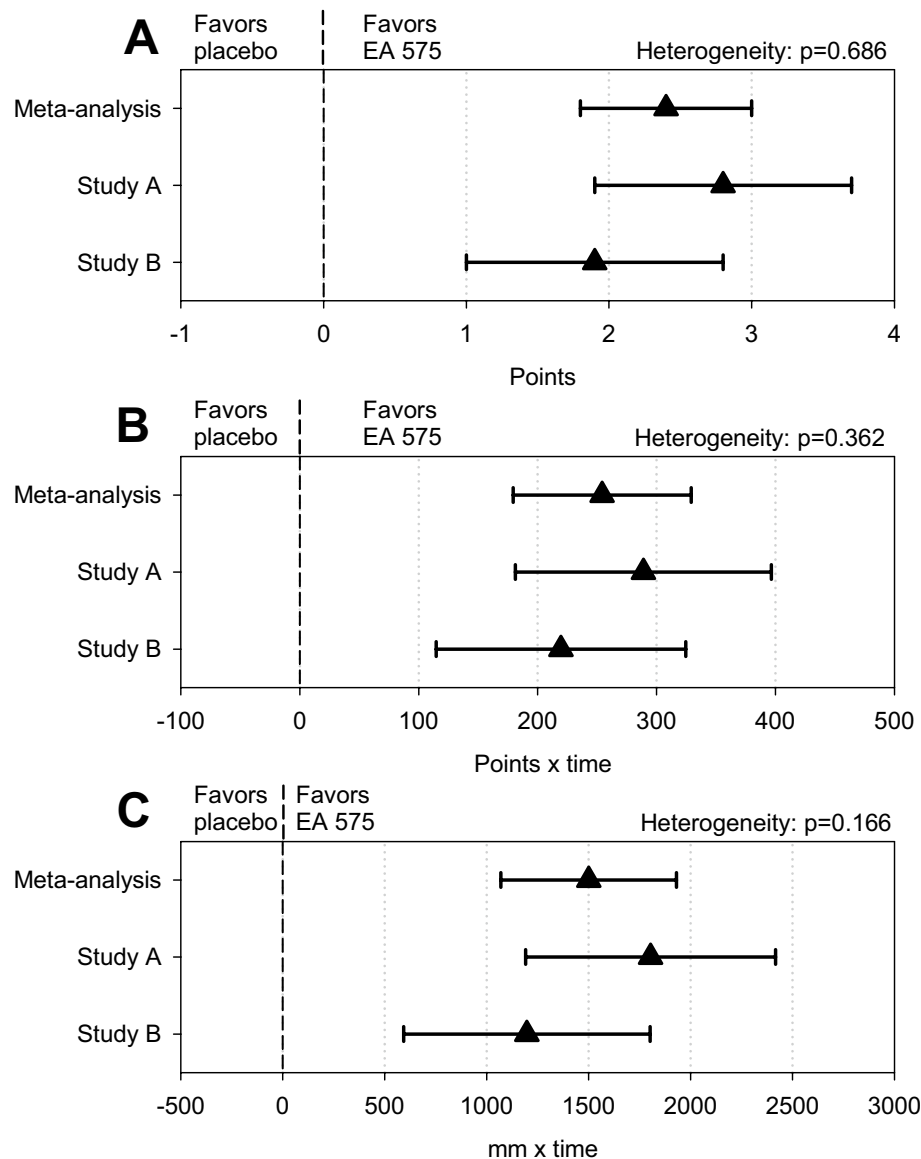 A
Favors
placebo
Favors
EA 575
Heterogeneity: p=0.686
Meta-analysis
Study A
Study B
-1 0 1 2 3 4
Points
B
Favors
placebo
Favors
EA 575
Heterogeneity: p=0.362
Meta-analysis
Study A
Study B
-100 0 100 200 300 400 500
Points x time
C
Favors
placebo
Favors
EA 575
Heterogeneity: p=0.166
Meta-analysis
Study A
Study B
-500 0 500 1000 1500 2000 2500 3000
mm x time